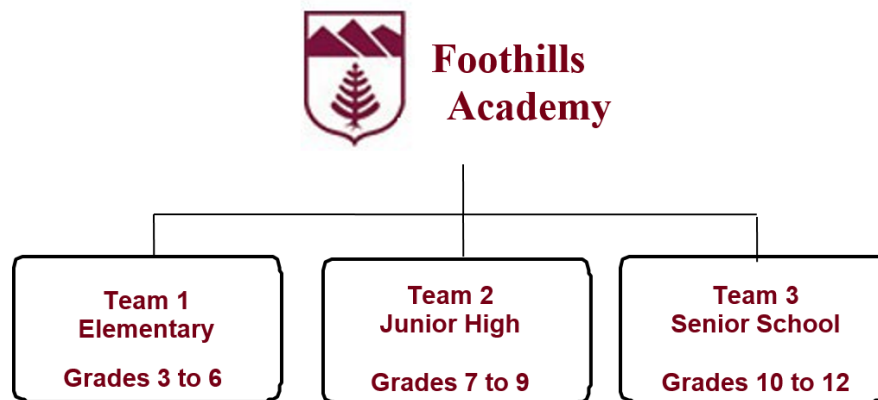 Foothills
Academy
Team 1
Elementary
Grades 3 to 6
Team 2
Junior High
Grades 7 to 9
Team 3
Senior School
Grades 10 to 12